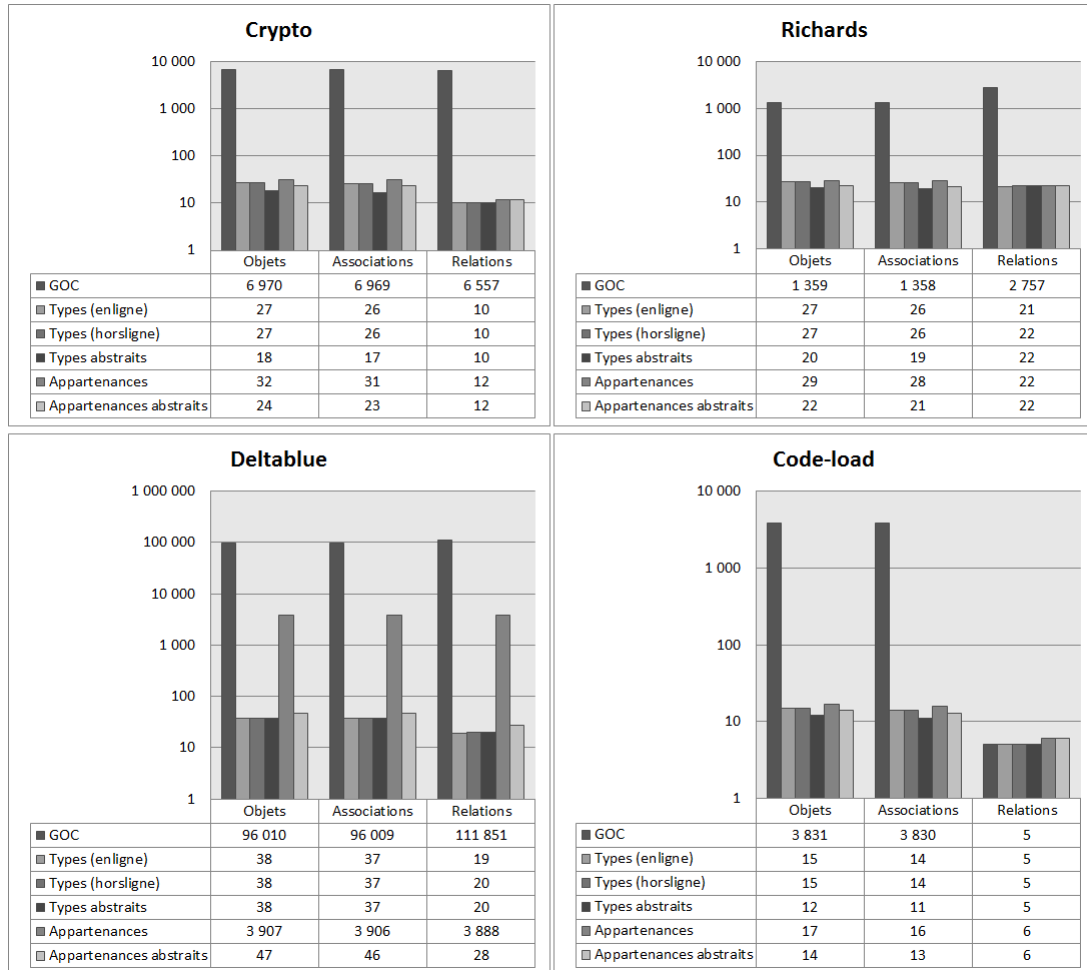 Crypto
10 000
1 000
100
10
1
Objets Associations Relations
GOC 6 970 6 969 6 557
Types (enligne) 27 26 10
Types (horsligne) 27 26 10
Types abstraits 18 17 10
Appartenances 32 31 12
Appartenances abstraits 24 23 12
Richards
10 000
1 000
100
10
1
Objets Associations Relations
GOC 1 359 1 358 2 757
Types (enligne) 27 26 21
Types (horsligne) 27 26 22
Types abstraits 20 19 22
Appartenances 29 28 22
Appartenances abstraits 22 21 22
Deltablue
1 000 000
100 000
10 000
1 000
100
10
1
Objets Associations Relations
GOC 96 010 96 009 111 851
Types (enligne) 38 37 19
Types (horsligne) 38 37 20
Types abstraits 38 37 20
Appartenances 3 907 3 906 3 888
Appartenances abstraits 47 46 28
Code-load
10 000
1 000
100
10
1
Objets Associations Relations
GOC 3 831 3 830 5
Types (enligne) 15 14 5
Types (horsligne) 15 14 5
Types abstraits 12 11 5
Appartenances 17 16 6
Appartenances abstraits 14 13 6